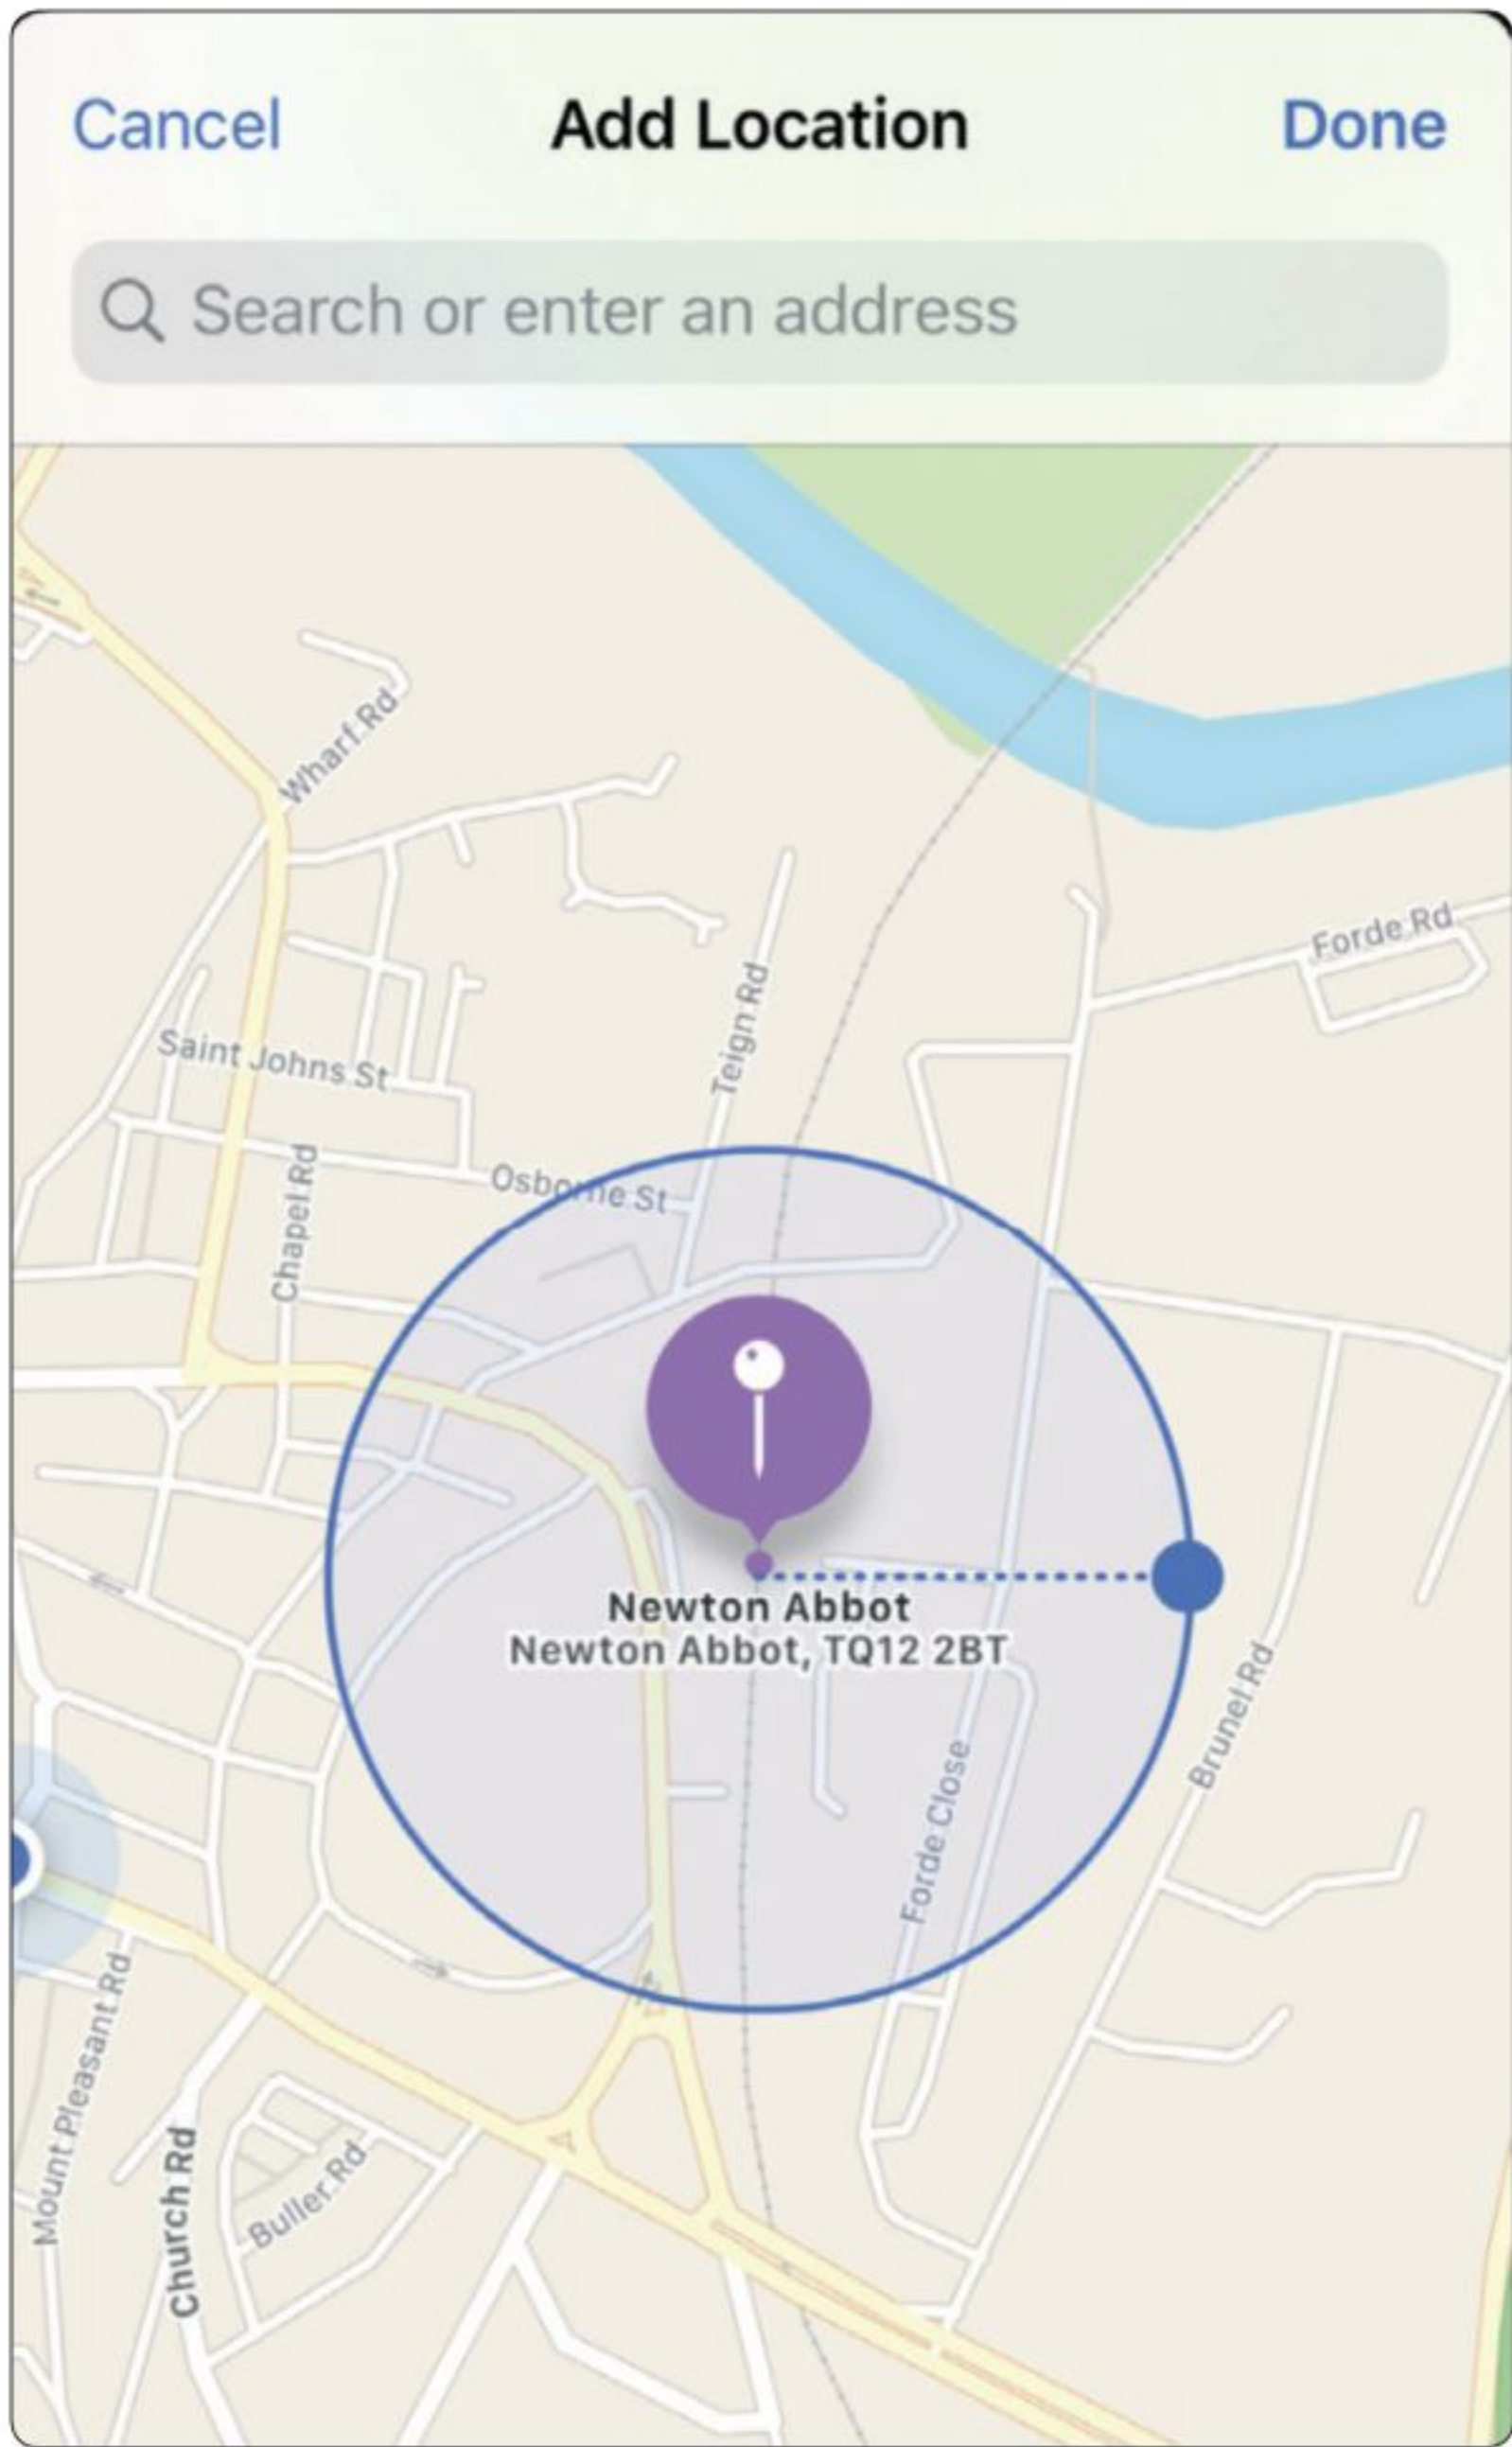 Cancel
Add Location
Done
Search or enter an address
Wharf Rd
Forde Rd
Teign Rd
Saint Johns St
Chapel Rd
Osborne St
Newton Abbot
Newton Abbot, TQ12 2BT
Brunel Rd
Forde Close
Mount Pleasant Rd
Church Rd
Buller Rd